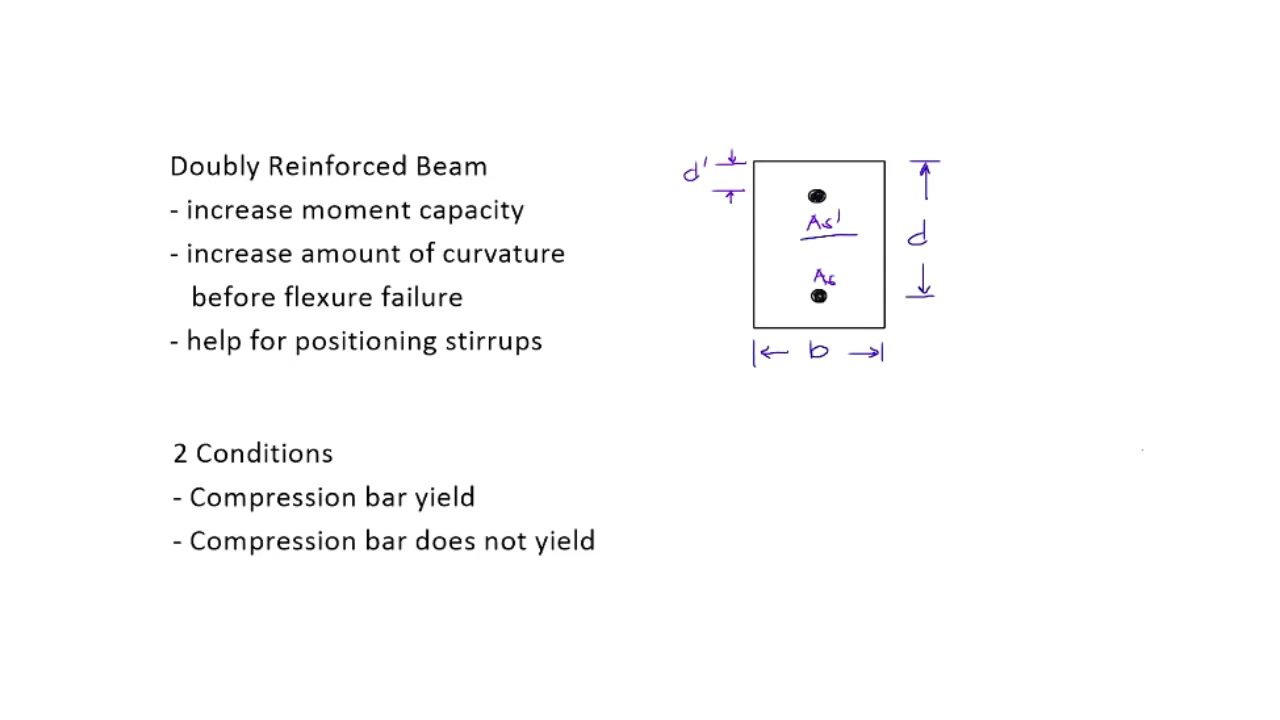 Doubly Reinforced Beam
- increase moment capacity
- increase amount of curvature
before flexure failure
- help for positioning stirrups
d'
As'
As
d
b
2 Conditions
- Compression bar yield
- Compression bar does not yield